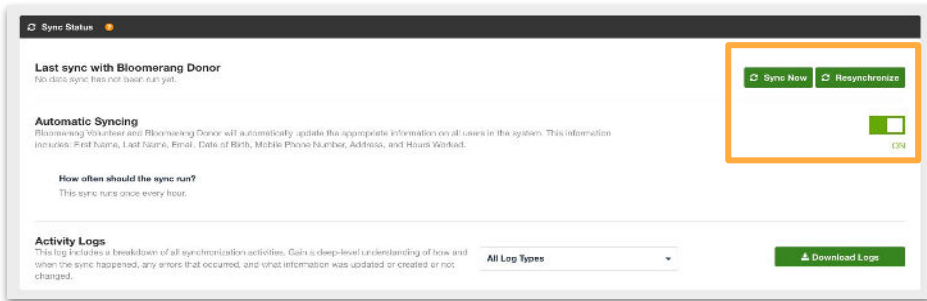 Sync Status
Last sync with Bloomerang Donor
No data sync has not been run yet.
Sync Now
Resynchronize
Automatic Syncing
Bloomerang Volunteer and Bloomerang Donor will automatically update the appropriate information on all users in the system. This information
includes: First Name, Last Name, Email, Date of Birth, Mobile Phone Number, Address, and Hours Worked.
ON
How often should the sync run?
This sync runs once every hour.
Activity Logs
This log includes a breakdown of all synchronization activities. Gain a deep-level understanding of how and
when the sync happened, any errors that occurred, and what information was updated or created or not
changed.
All Log Types
Download Logs